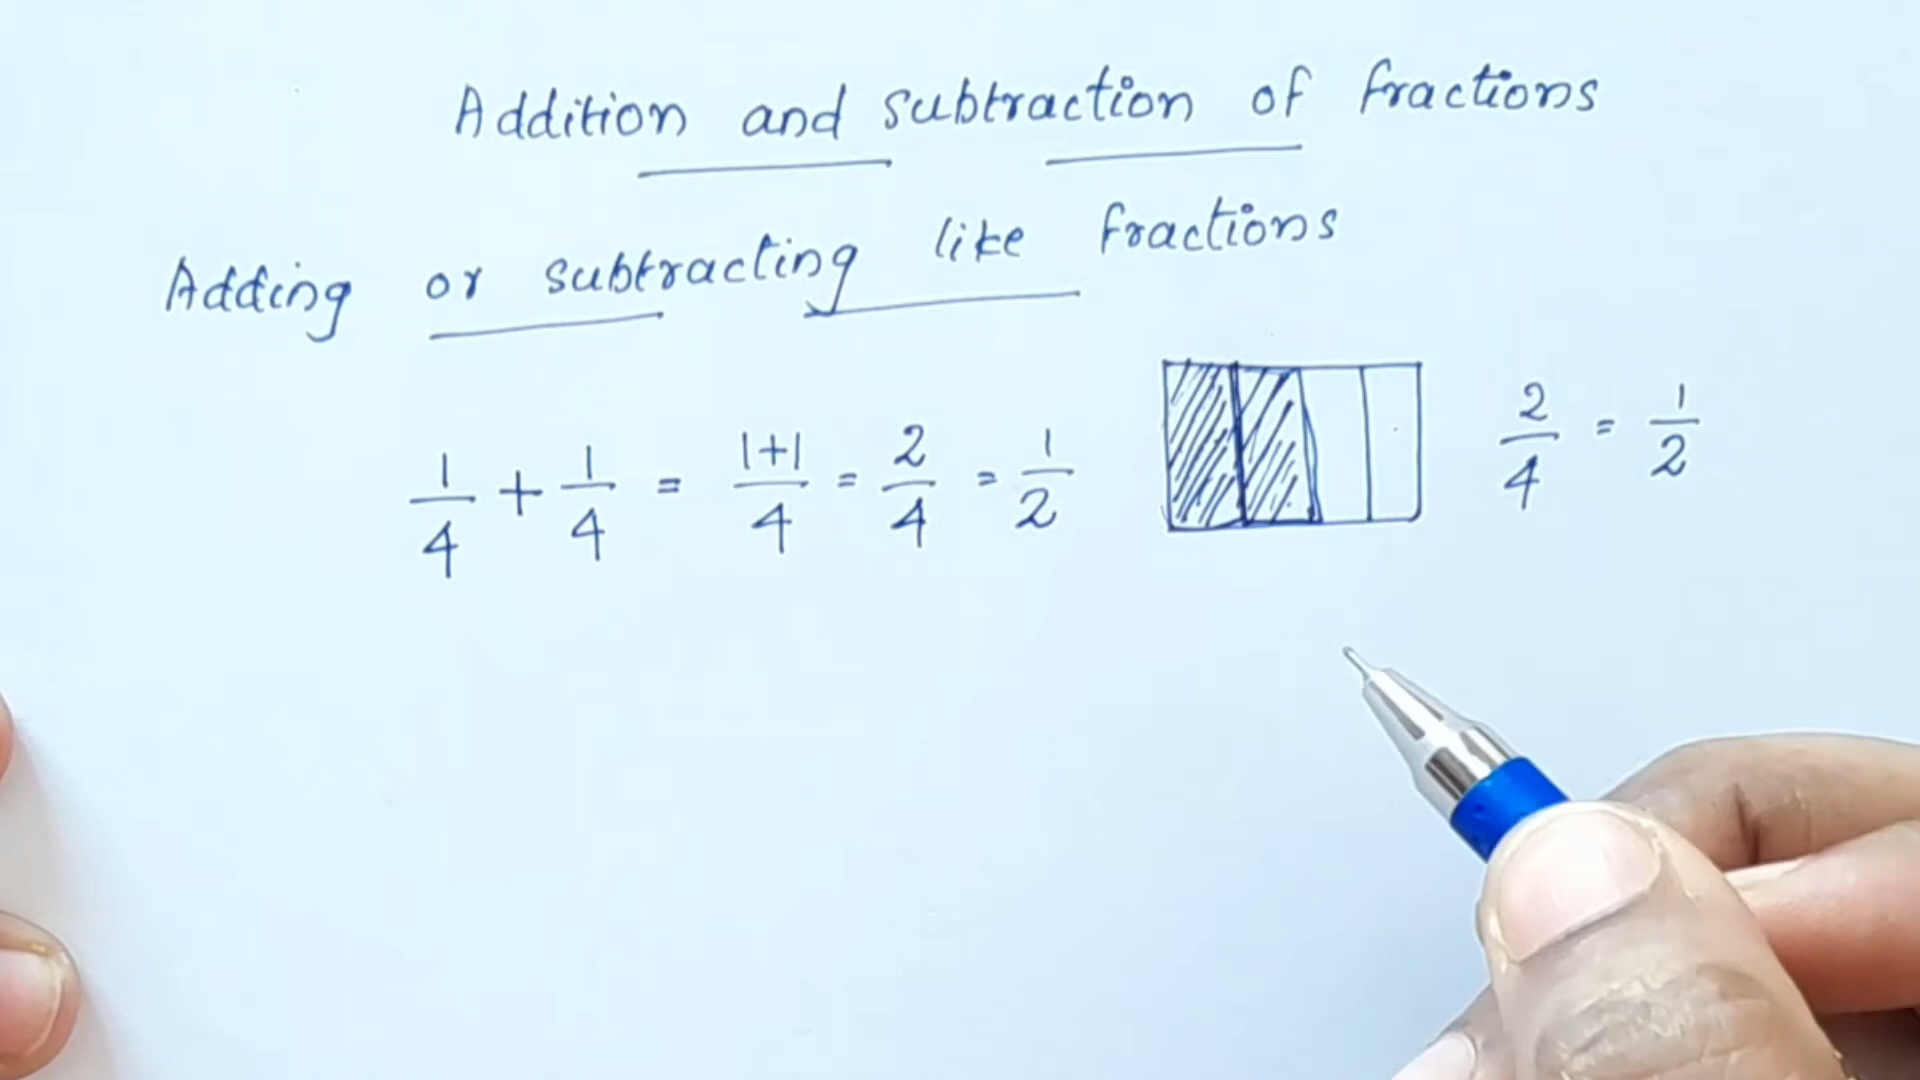 Addition and subtraction of fractions
Adding or subtracting like fractions
1/4 + 1/4 = 1+1/4 = 2/4 = 1/2 2/4 = 1/2